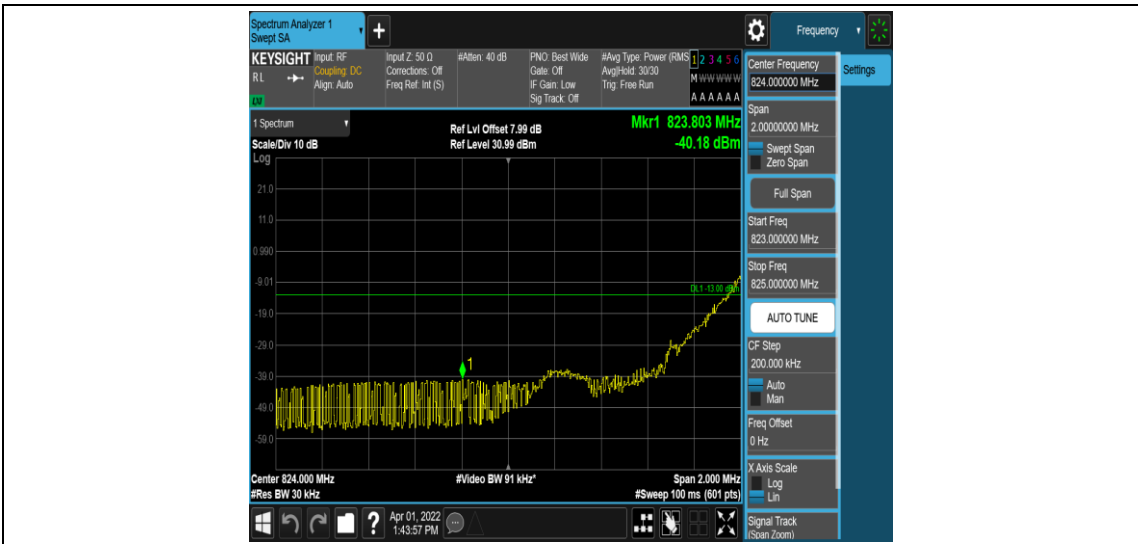 Spectrum Analyzer 1
Swept SA
Frequency
KEYSIGHT
RL
LXI
Input: RF
Coupling: DC
Align: Auto
Input Z: 50 Ω
Corrections: Off
Freq Ref: Int (S)
#Atten: 40 dB
PNO: Best Wide
Gate: Off
IF Gain: Low
Sig Track: Off
#Avg Type: Power (RMS
Avg|Hold: 30/30
Trig: Free Run
1 2 3 4 5 6
M W W W W W
A A A A A A
Center Frequency
824.000000 MHz
Settings
Span
2.00000000 MHz
Swept Span
Zero Span
Full Span
Start Freq
823.000000 MHz
Stop Freq
825.000000 MHz
AUTO TUNE
CF Step
200.000 kHz
Auto
Man
Freq Offset
0 Hz
X Axis Scale
Log
Lin
Signal Track
(Span Zoom)
1 Spectrum
Scale/Div 10 dB
Ref Lvl Offset 7.99 dB
Ref Level 30.99 dBm
Mkr1 823.803 MHz
-40.18 dBm
Log
21.0
11.0
0.990
-9.01
DL1 -13.00 dBm
-19.0
-29.0
1
-39.0
-49.0
-59.0
Center 824.000 MHz
#Video BW 91 kHz*
Span 2.000 MHz
#Res BW 30 kHz
#Sweep 100 ms (601 pts)
?
Apr 01, 2022
1:43:57 PM